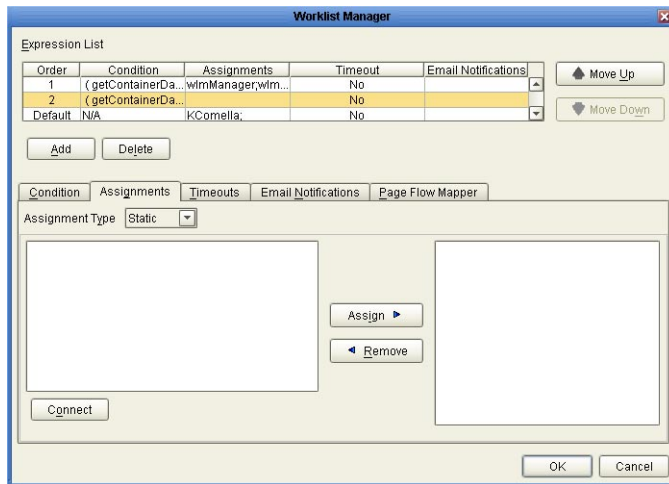 Worklist Manager
Expression List
Order Condition Assignments Timeout Email Notifications
1 ( getContainerDa... wlmManager;wlm... No
2 ( getContainerDa... No
Default N/A KComella; No
Move Up
Move Down
Add Delete
Condition Assignments Timeouts Email Notifications Page Flow Mapper
Assignment Type Static
Assign
Remove
Connect
OK Cancel